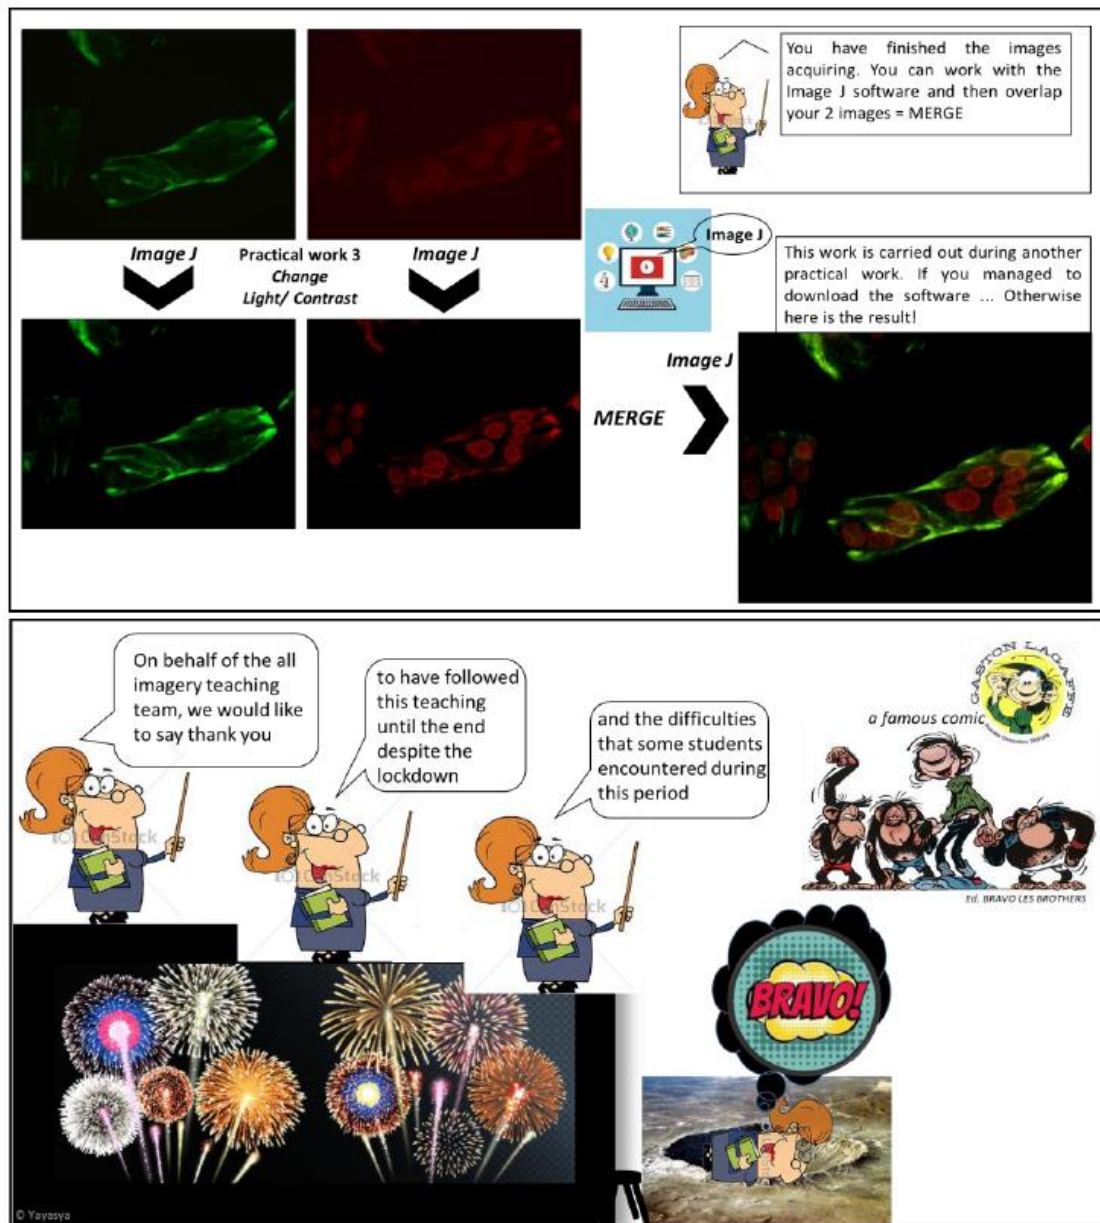 You have finished the images
acquiring. You can work with the
Image J software and then overlap
your 2 images = MERGE
Image J
Practical work 3
Change
Light/ Contrast
Image J
Image J
This work is carried out during another
practical work. If you managed to
download the software ... Otherwise
here is the result!
Image J
MERGE
On behalf of the all
imagery teaching
team, we would like
to say thank you
to have followed
this teaching
until the end
despite the
lockdown
and the difficulties
that some students
encountered during
this period
GASTON LAGAFFE
a famous comic
Ed. BRAVO LES BROTHERS
CanStock
CanStock
CanStock
BRAVO!
© Yayasya